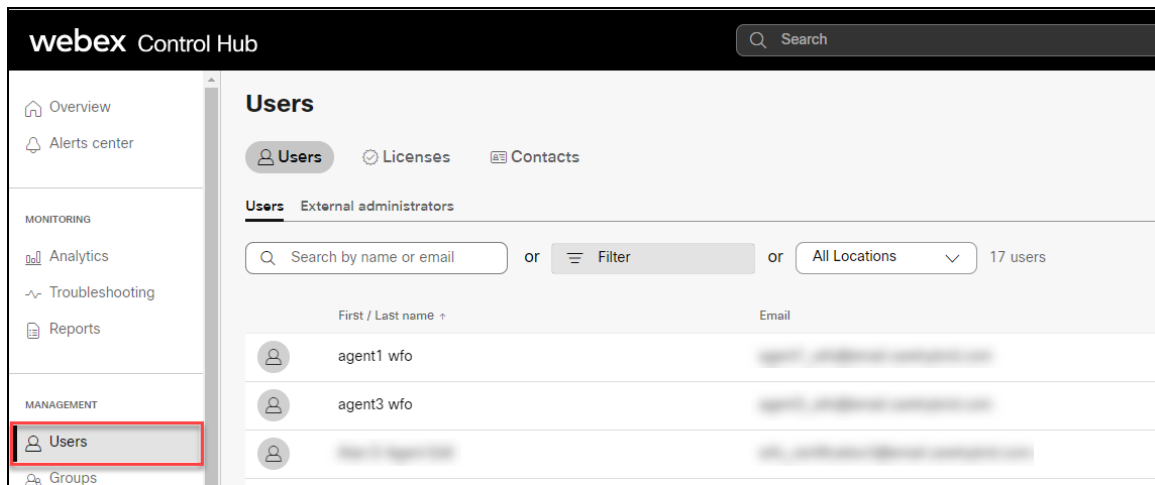 webex Control Hub
Search
Overview
Alerts center
MONITORING
Analytics
Troubleshooting
Reports
MANAGEMENT
Users
Groups
Users
Users Licenses Contacts
Users External administrators
Search by name or email or Filter or All Locations 17 users
First / Last name ↑ Email
agent1 wfo
agent3 wfo